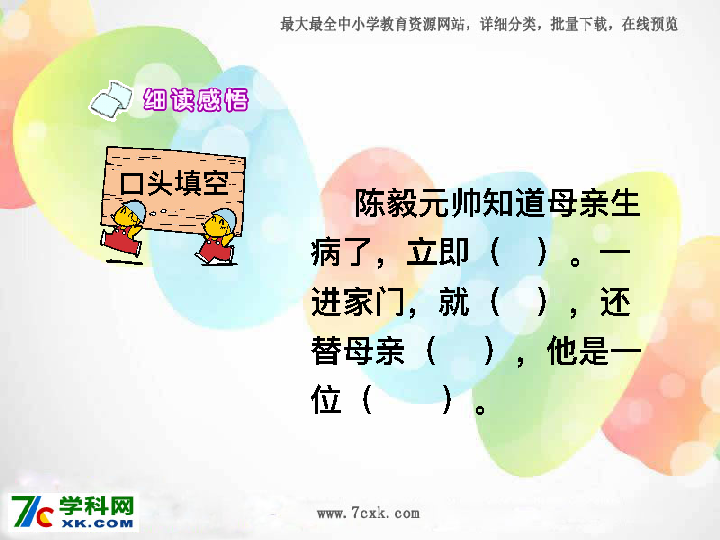 最大最全中小学教育资源网站，详细分类，批量下载，在线预览
细读感悟
口头填空
陈毅元帅知道母亲生
病了，立即（　）。一
进家门，就（　），还
替母亲（　），他是一
位（　　）。
7c学科网
XK.COM
www.7cxk.com